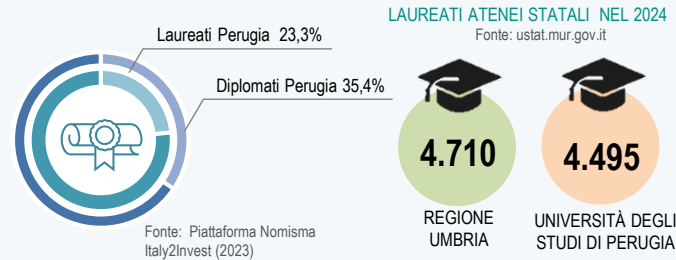 Laureati Perugia 23,3%
Diplomati Perugia 35,4%
Fonte: Piattaforma Nomisma
Italy2Invest (2023)
LAUREATI ATENEI STATALI NEL 2024
Fonte: ustat.mur.gov.it
4.710
REGIONE
UMBRIA
4.495
UNIVERSITÀ DEGLI
STUDI DI PERUGIA